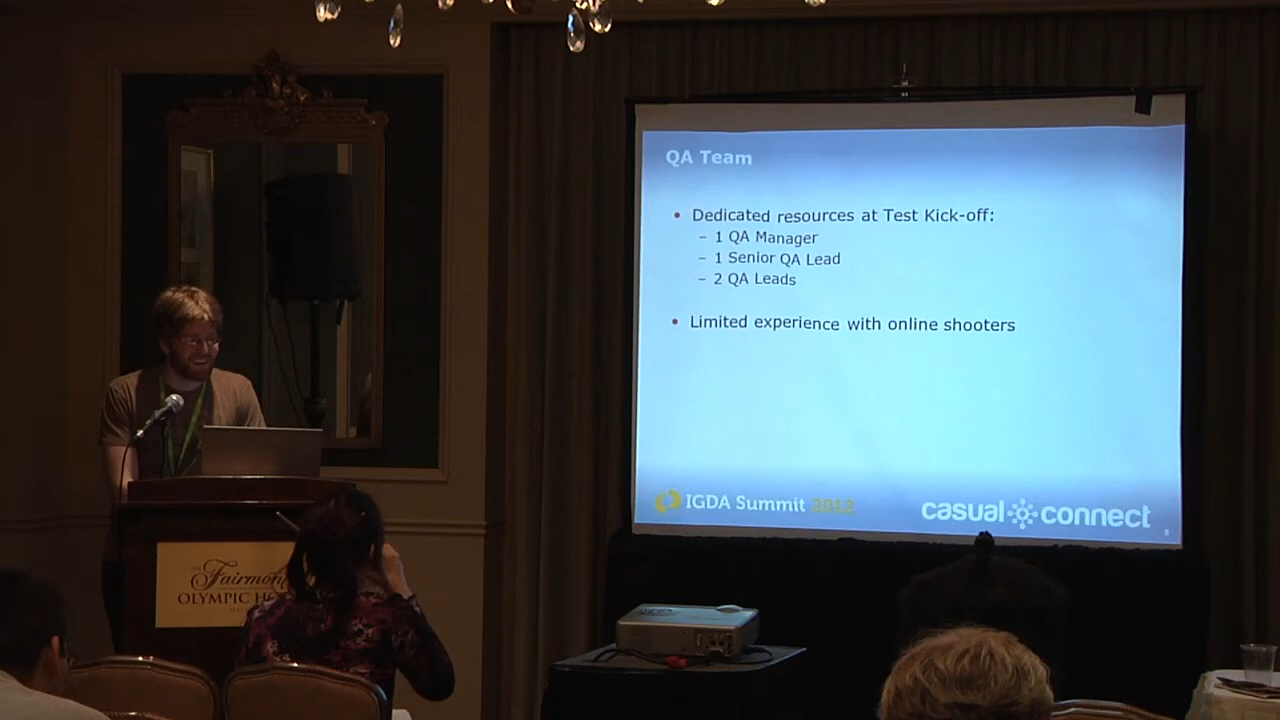 QA Team
• Dedicated resources at Test Kick-off:
– 1 QA Manager
– 1 Senior QA Lead
– 2 QA Leads
• Limited experience with online shooters
IGDA Summit 2012
casual connect
8
Fairmont
OLYMPIC